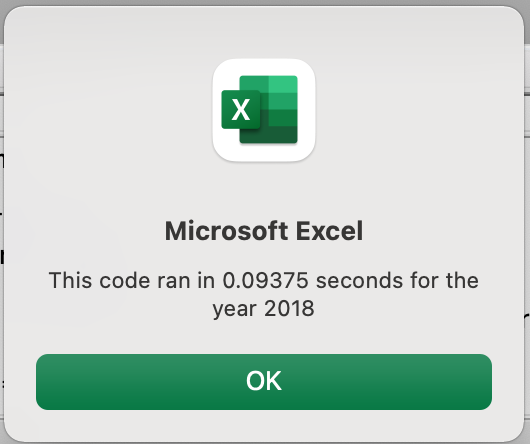 X
Microsoft Excel
This code ran in 0.09375 seconds for the
year 2018
OK